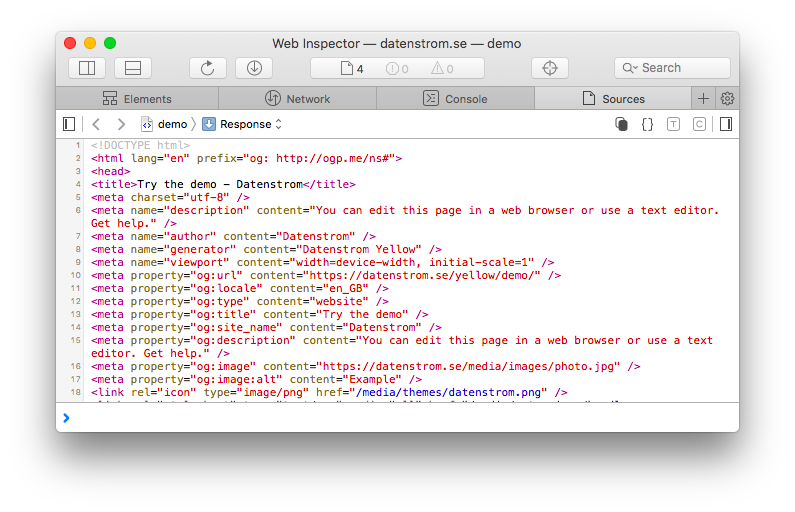 Web Inspector — datenstrom.se — demo
4 0 0 Search
Elements Network Console Sources
demo Response {} T C
1 <!DOCTYPE html>
2 <html lang="en" prefix="og: http://ogp.me/ns#">
3 <head>
4 <title>Try the demo - Datenstrom</title>
5 <meta charset="utf-8" />
6 <meta name="description" content="You can edit this page in a web browser or use a text editor.
Get help." />
7 <meta name="author" content="Datenstrom" />
8 <meta name="generator" content="Datenstrom Yellow" />
9 <meta name="viewport" content="width=device-width, initial-scale=1" />
10 <meta property="og:url" content="https://datenstrom.se/yellow/demo/" />
11 <meta property="og:locale" content="en_GB" />
12 <meta property="og:type" content="website" />
13 <meta property="og:title" content="Try the demo" />
14 <meta property="og:site_name" content="Datenstrom" />
15 <meta property="og:description" content="You can edit this page in a web browser or use a text
editor. Get help." />
16 <meta property="og:image" content="https://datenstrom.se/media/images/photo.jpg" />
17 <meta property="og:image:alt" content="Example" />
18 <link rel="icon" type="image/png" href="/media/themes/datenstrom.png" />